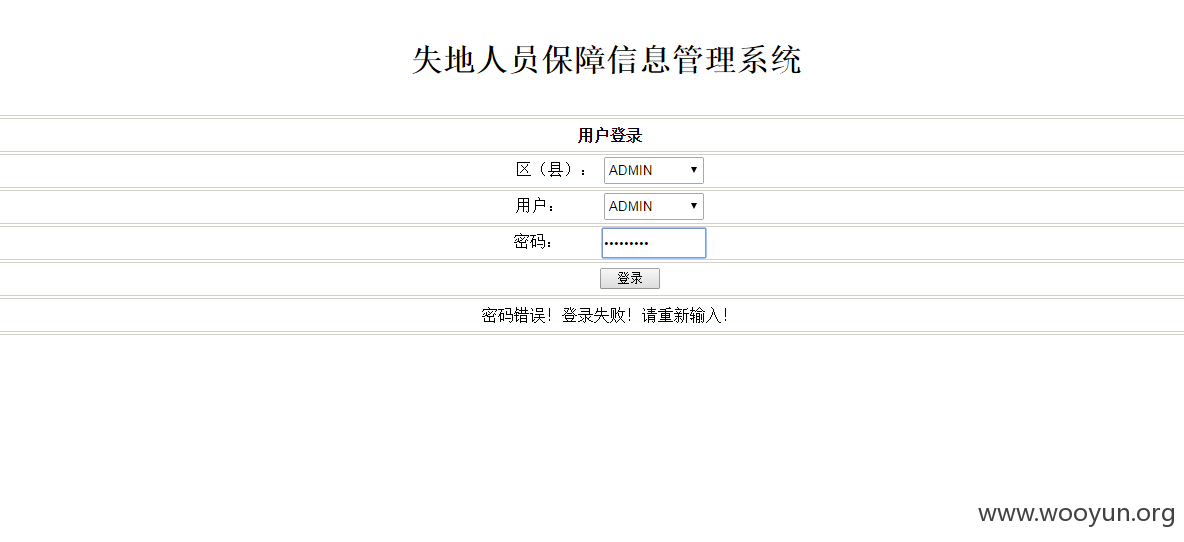 失地人员保障信息管理系统
用户登录
区（县）： ADMIN
用户： ADMIN
密码： •••••••••
登录
密码错误！登录失败！请重新输入！
www.wooyun.org